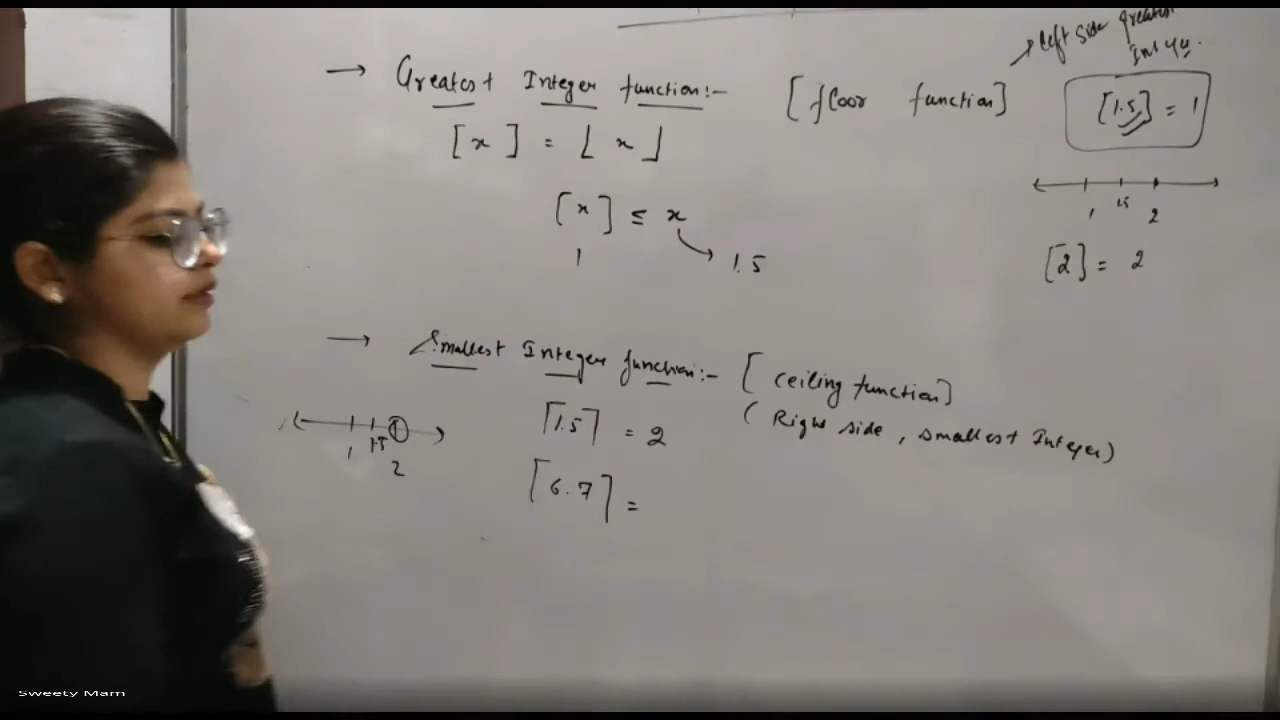 → Greatest Integer function:- [floor function]
→ left side greatest
Integer.
[1.5] = 1
[x] = ⌊x⌋
1 1.5 2
[x] ≤ x
1 → 1.5
[2] = 2
→ Smallest Integer function:- [ceiling function]
(Right side, smallest Integer)
1 1.5 2
⌈1.5⌉ = 2
⌈6.7⌉ =
Sweety Mam